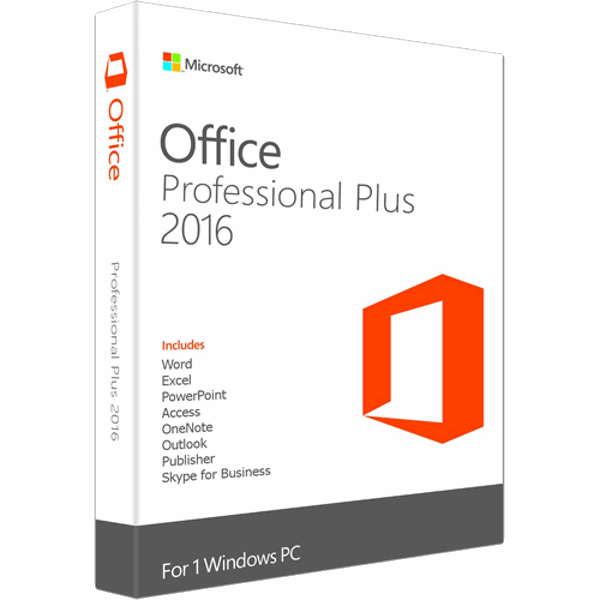 Microsoft
Office
Professional Plus
2016
Includes
Word
Excel
PowerPoint
Access
OneNote
Outlook
Publisher
Skype for Business
For 1 Windows PC
Office
Professional Plus 2016